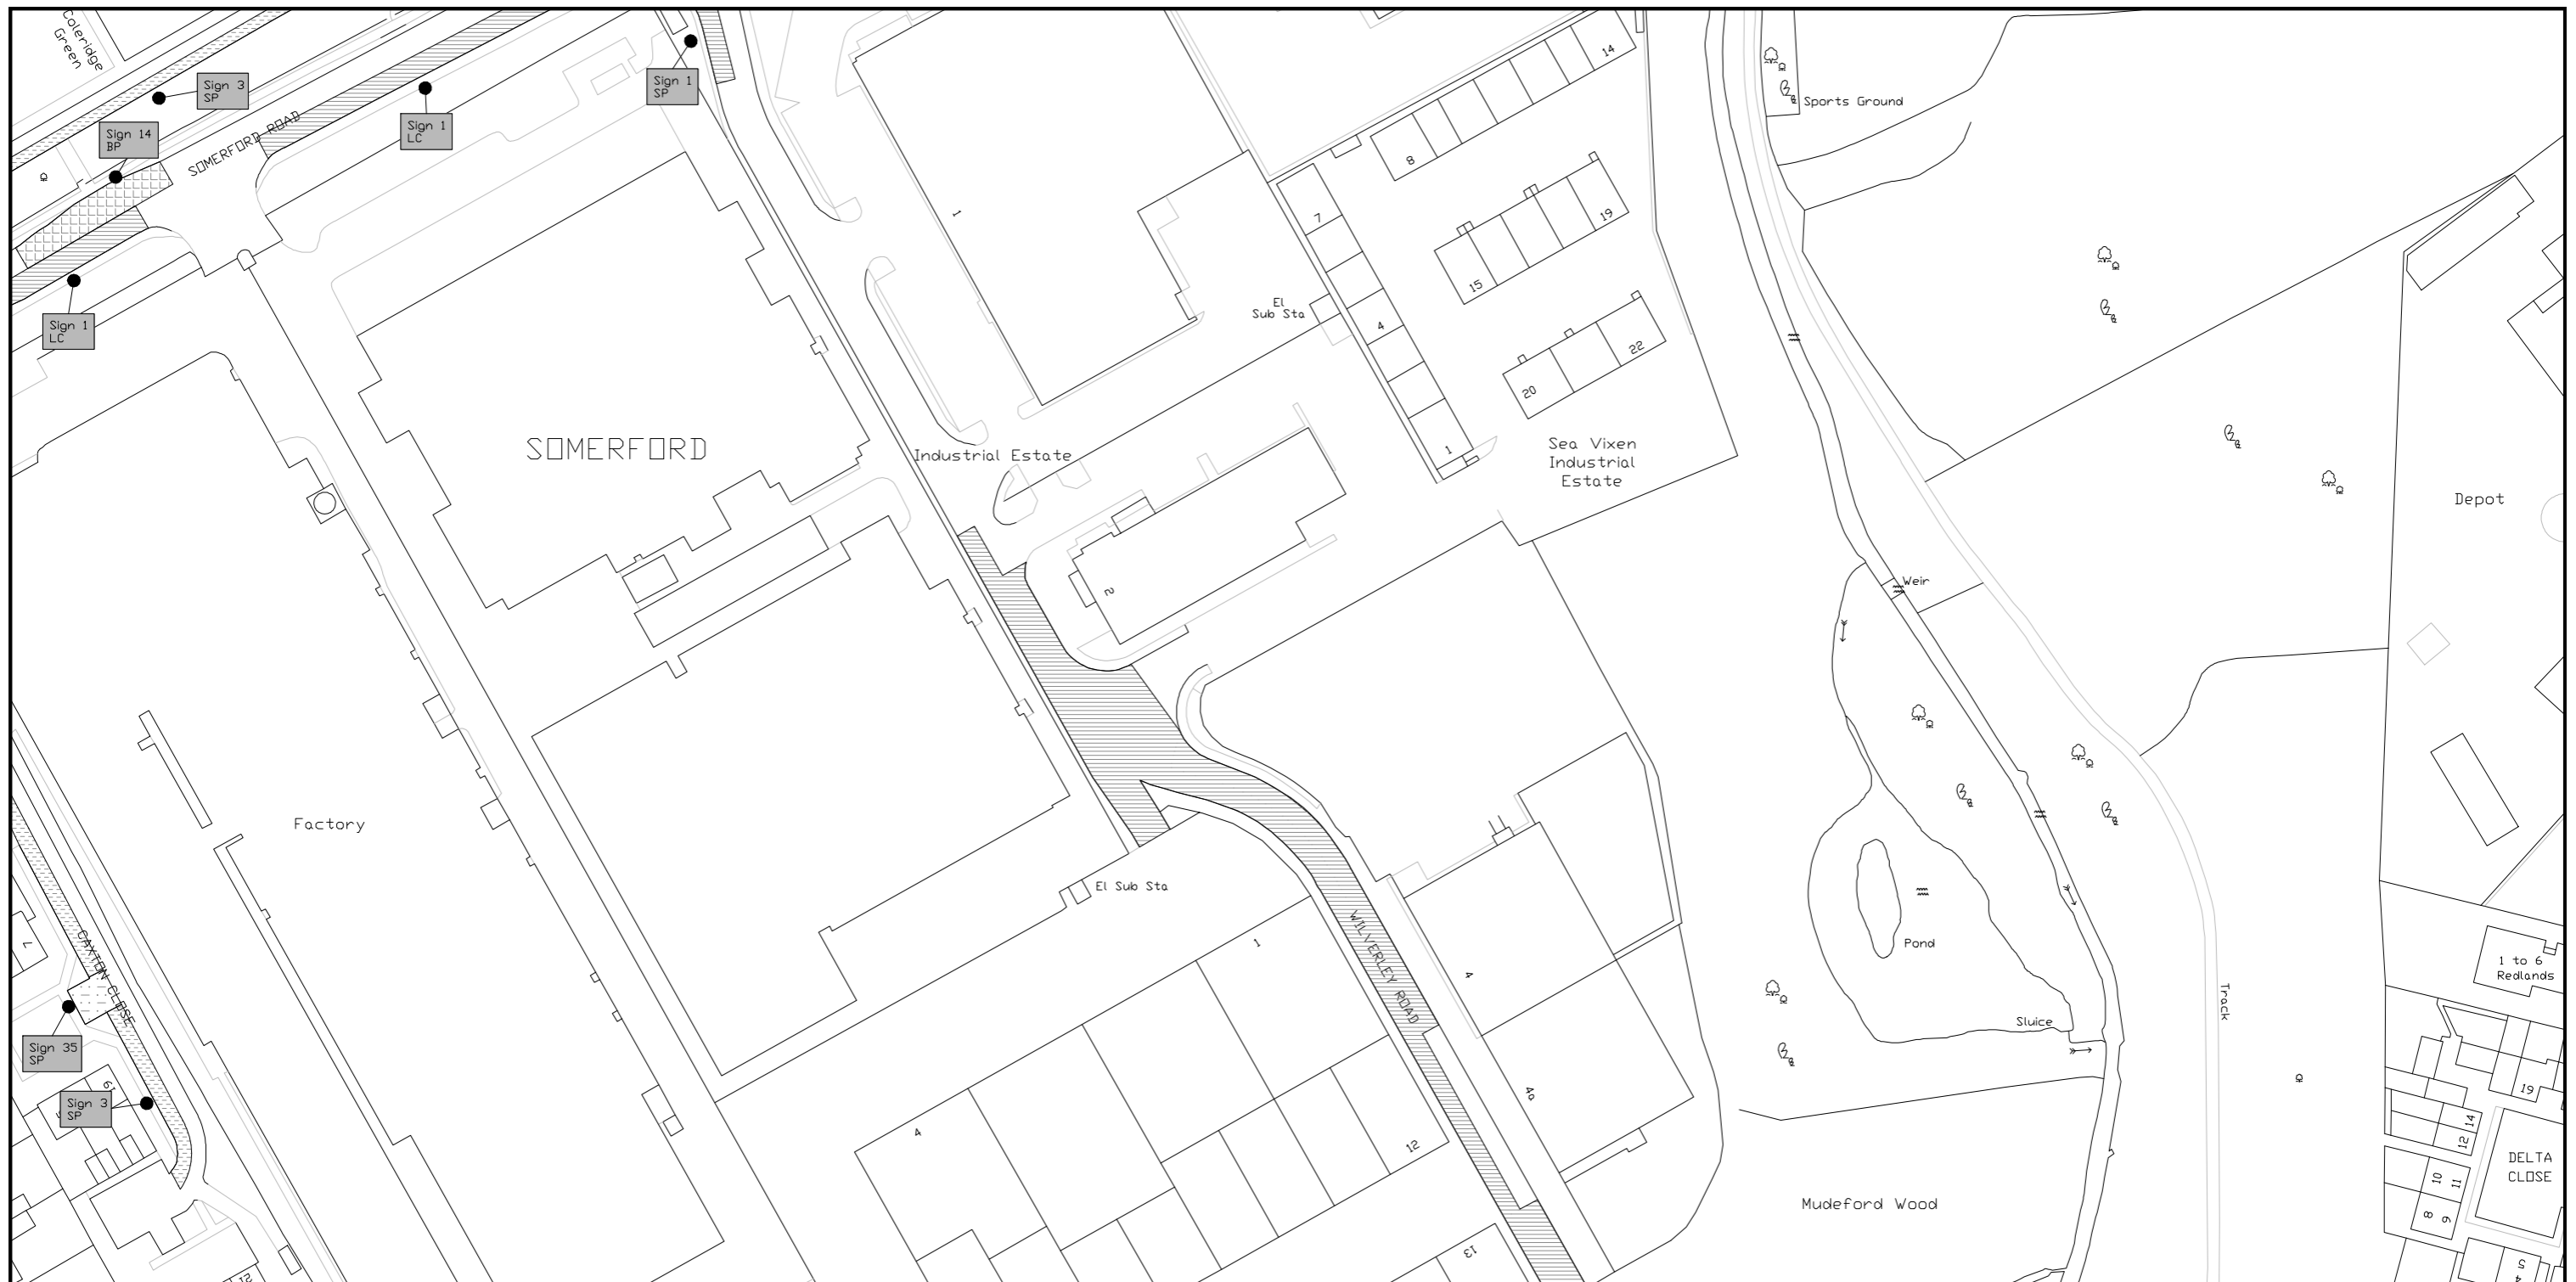 Coleridge
Green
Sign 3
SP
Sign 14
BP
SOMERFORD ROAD
Sign 1
LC
Sign 1
SP
Sign 1
LC
1
14
8
Sports Ground
7
19
15
El
Sub Sta
4
22
20
SOMERFORD
Industrial Estate
1
Sea Vixen
Industrial
Estate
Depot
2
Weir
Factory
El Sub Sta
1
WILVERLEY ROAD
4
Pond
1 to 6
Redlands
7
CAXTON CLOSE
Sluice
Track
Sign 35
SP
19
Sign 3
SP
4
4a
12
19
14
12
DELTA
CLOSE
10
11
8
9
Mudeford Wood
13
21
5